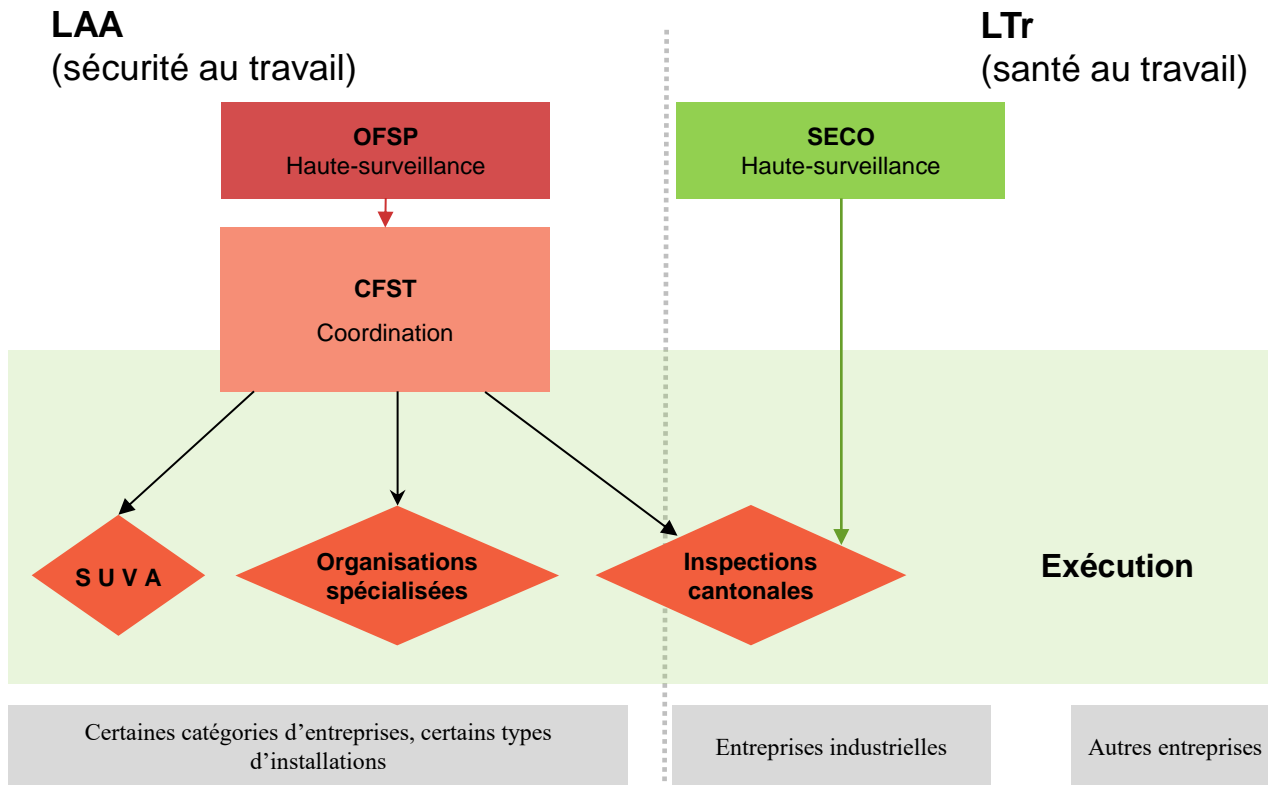 LAA
(sécurité au travail)
LTr
(santé au travail)
OFSP
Haute-surveillance
SECO
Haute-surveillance
CFST
Coordination
S U V A
Organisations
spécialisées
Inspections
cantonales
Exécution
Certaines catégories d’entreprises, certains types
d’installations
Entreprises industrielles
Autres entreprises